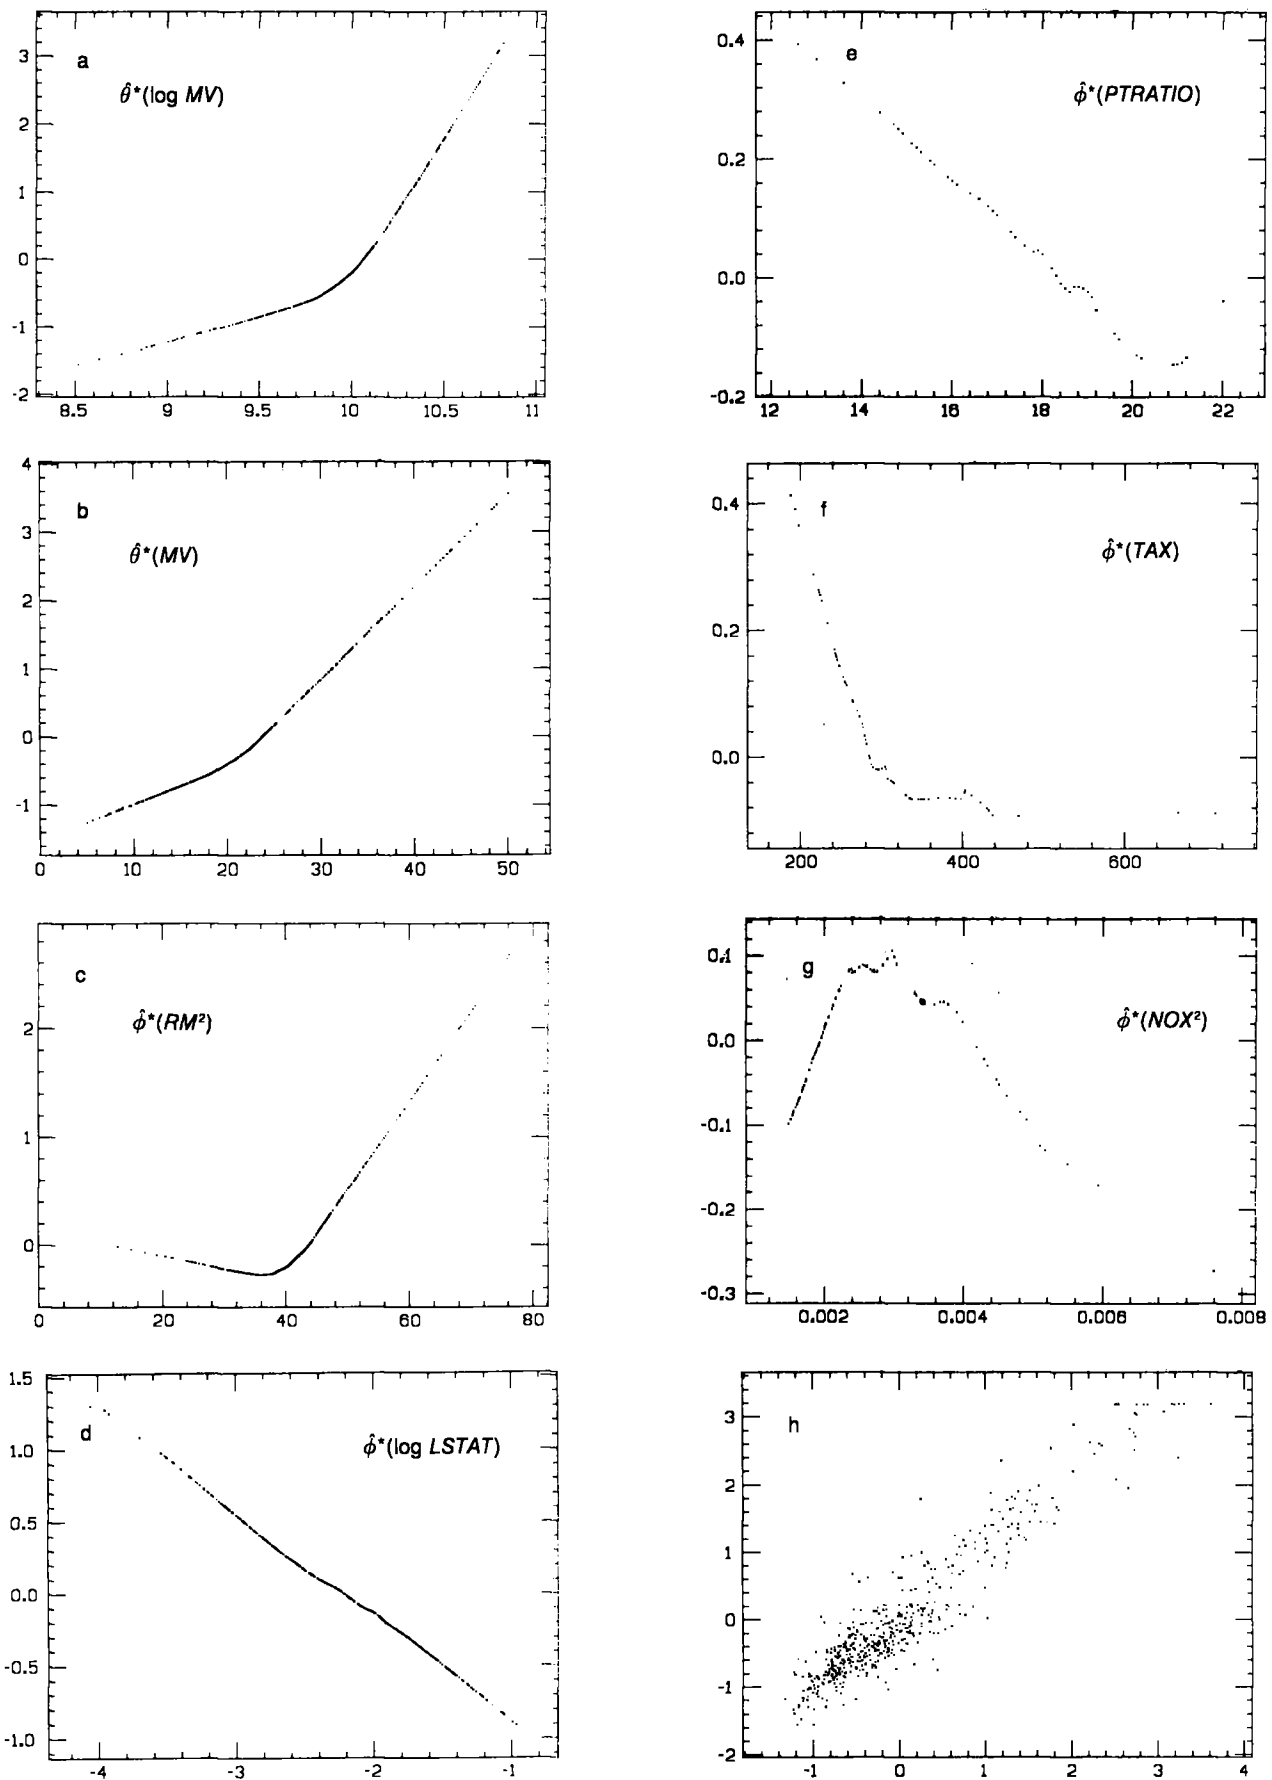 a
θ̂*(log MV)
3
2
1
0
-1
-2
8.5 9 9.5 10 10.5 11
b
θ̂*(MV)
4
3
2
1
0
-1
0 10 20 30 40 50
c
φ̂*(RM²)
2
1
0
0 20 40 60 80
d
φ̂*(log LSTAT)
1.5
1.0
0.5
0.0
-0.5
-1.0
-4 -3 -2 -1
e
φ̂*(PTRATIO)
0.4
0.2
0.0
-0.2
12 14 16 18 20 22
f
φ̂*(TAX)
0.4
0.2
0.0
200 400 600
g
φ̂*(NOX²)
0.1
0.0
-0.1
-0.2
-0.3
0.002 0.004 0.006 0.008
h
3
2
1
0
-1
-2
-1 0 1 2 3 4